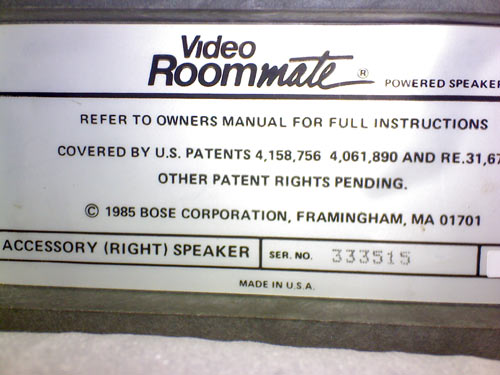 Video
Roommate ® POWERED SPEAKER
REFER TO OWNERS MANUAL FOR FULL INSTRUCTIONS
COVERED BY U.S. PATENTS 4,158,756 4,061,890 AND RE.31,67
OTHER PATENT RIGHTS PENDING.
© 1985 BOSE CORPORATION, FRAMINGHAM, MA 01701
ACCESSORY (RIGHT) SPEAKER SER. NO. 333515
MADE IN U.S.A.